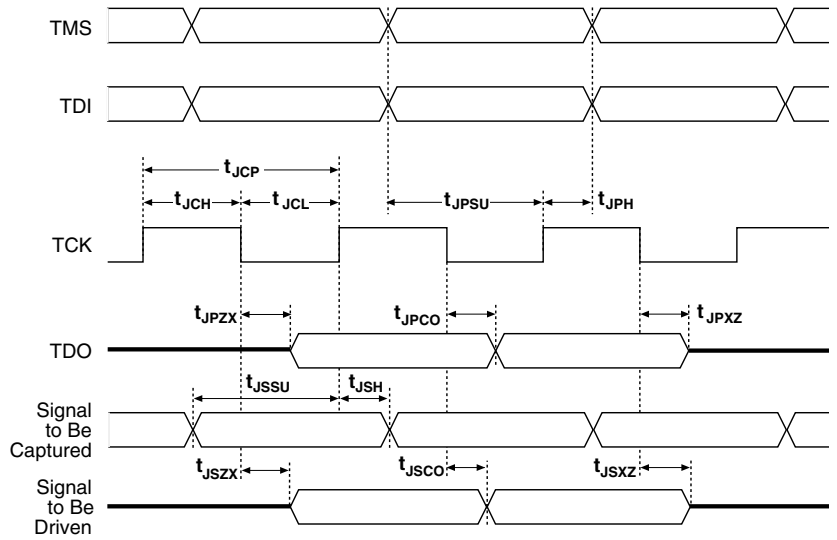 TMS
TDI
tJCP
tJCH tJCL tJPSU tJPH
TCK
tJPZX tJPCO tJPXZ
TDO
tJSSU tJSH
Signal
to Be
Captured
tJSZX tJSCO tJSXZ
Signal
to Be
Driven